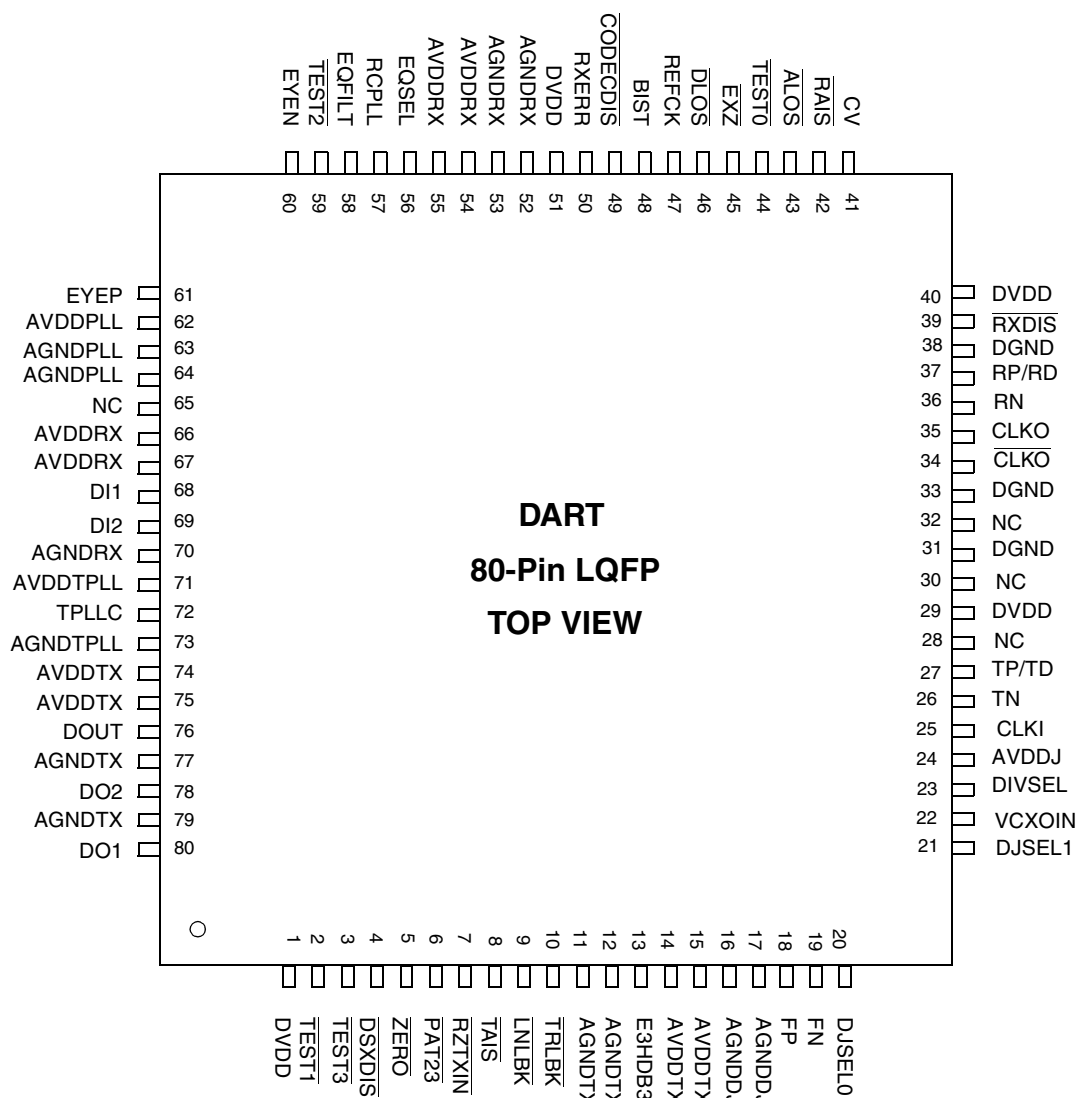 EYEN
TEST2
EQFILT
RCPLL
EQSEL
AVDDRX
AVDDRX
AGNDRX
AGNDRX
DVDD
RXERR
CODECDIS
BIST
REFCK
DLOS
EXZ
TEST0
ALOS
RAIS
CV
60
59
58
57
56
55
54
53
52
51
50
49
48
47
46
45
44
43
42
41
EYEP 61
AVDDPLL 62
AGNDPLL 63
AGNDPLL 64
NC 65
AVDDRX 66
AVDDRX 67
DI1 68
DI2 69
AGNDRX 70
AVDDTPLL 71
TPLLC 72
AGNDTPLL 73
AVDDTX 74
AVDDTX 75
DOUT 76
AGNDTX 77
DO2 78
AGNDTX 79
DO1 80
DART
80-Pin LQFP
TOP VIEW
40 DVDD
39 RXDIS
38 DGND
37 RP/RD
36 RN
35 CLKO
34 CLKO
33 DGND
32 NC
31 DGND
30 NC
29 DVDD
28 NC
27 TP/TD
26 TN
25 CLKI
24 AVDDJ
23 DIVSEL
22 VCXOIN
21 DJSEL1
1
2
3
4
5
6
7
8
9
10
11
12
13
14
15
16
17
18
19
20
DVDD
TEST1
TEST3
DSXDIS
ZERO
PAT23
RZTXIN
TAIS
LNLBK
TRLBK
AGNDTX
AGNDTX
E3HDB3
AVDDTX
AVDDTX
AGNDDJ
AGNDDJ
FP
FN
DJSEL0